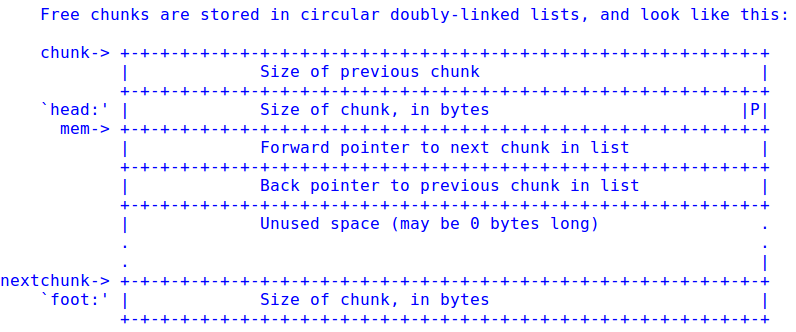 Free chunks are stored in circular doubly-linked lists, and look like this:

chunk-> +-+-+-+-+-+-+-+-+-+-+-+-+-+-+-+-+-+-+-+-+-+-+-+-+-+-+-+-+-+-+-+-+-+
| Size of previous chunk |
+-+-+-+-+-+-+-+-+-+-+-+-+-+-+-+-+-+-+-+-+-+-+-+-+-+-+-+-+-+-+-+-+-+
`head:' | Size of chunk, in bytes |P|
mem-> +-+-+-+-+-+-+-+-+-+-+-+-+-+-+-+-+-+-+-+-+-+-+-+-+-+-+-+-+-+-+-+-+-+
| Forward pointer to next chunk in list |
+-+-+-+-+-+-+-+-+-+-+-+-+-+-+-+-+-+-+-+-+-+-+-+-+-+-+-+-+-+-+-+-+-+
| Back pointer to previous chunk in list |
+-+-+-+-+-+-+-+-+-+-+-+-+-+-+-+-+-+-+-+-+-+-+-+-+-+-+-+-+-+-+-+-+-+
| Unused space (may be 0 bytes long) .
. .
. |
nextchunk-> +-+-+-+-+-+-+-+-+-+-+-+-+-+-+-+-+-+-+-+-+-+-+-+-+-+-+-+-+-+-+-+-+-+
`foot:' | Size of chunk, in bytes |
+-+-+-+-+-+-+-+-+-+-+-+-+-+-+-+-+-+-+-+-+-+-+-+-+-+-+-+-+-+-+-+-+-+